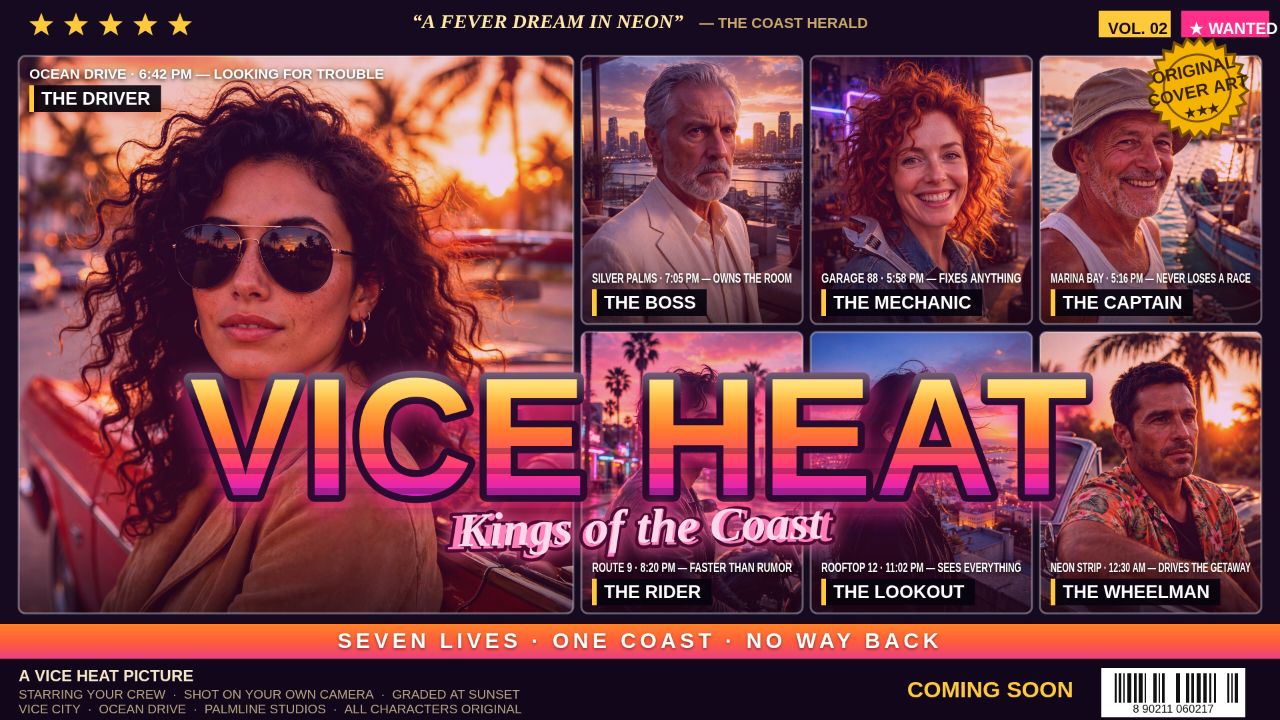 “A FEVER DREAM IN NEON” — THE COAST HERALD
VOL. 02
★ WANTED
ORIGINAL
COVER ART
★★★
OCEAN DRIVE · 6:42 PM — LOOKING FOR TROUBLE
THE DRIVER
SILVER PALMS · 7:05 PM — OWNS THE ROOM
THE BOSS
GARAGE 88 · 5:58 PM — FIXES ANYTHING
THE MECHANIC
MARINA BAY · 5:16 PM — NEVER LOSES A RACE
THE CAPTAIN
VICE HEAT
Kings of the Coast
ROUTE 9 · 8:20 PM — FASTER THAN RUMOR
THE RIDER
ROOFTOP 12 · 11:02 PM — SEES EVERYTHING
THE LOOKOUT
NEON STRIP · 12:30 AM — DRIVES THE GETAWAY
THE WHEELMAN
SEVEN LIVES · ONE COAST · NO WAY BACK
A VICE HEAT PICTURE
STARRING YOUR CREW · SHOT ON YOUR OWN CAMERA · GRADED AT SUNSET
VICE CITY · OCEAN DRIVE · PALMLINE STUDIOS · ALL CHARACTERS ORIGINAL
COMING SOON
8 90211 060217